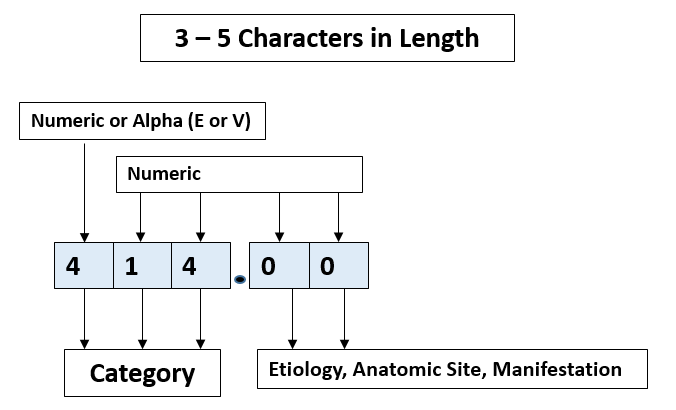 3 – 5 Characters in Length
Numeric or Alpha (E or V)
Numeric
4 1 4 . 0 0
Category
Etiology, Anatomic Site, Manifestation